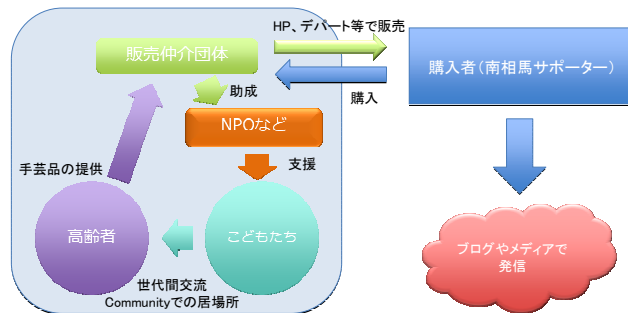 HP、デパート等で販売
販売仲介団体
購入者（南相馬サポーター）
助成
購入
NPOなど
手芸品の提供
支援
高齢者
こどもたち
世代間交流
Communityでの居場所
ブログやメディアで
発信